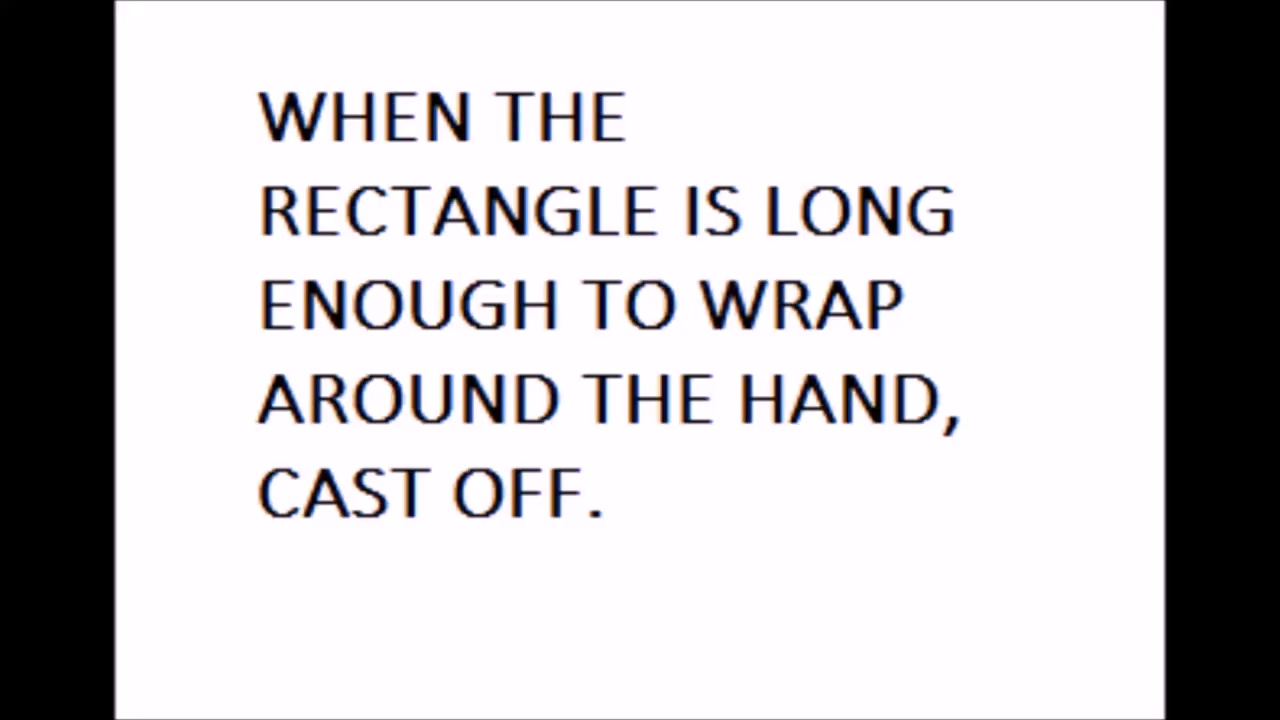 WHEN THE
RECTANGLE IS LONG
ENOUGH TO WRAP
AROUND THE HAND,
CAST OFF.